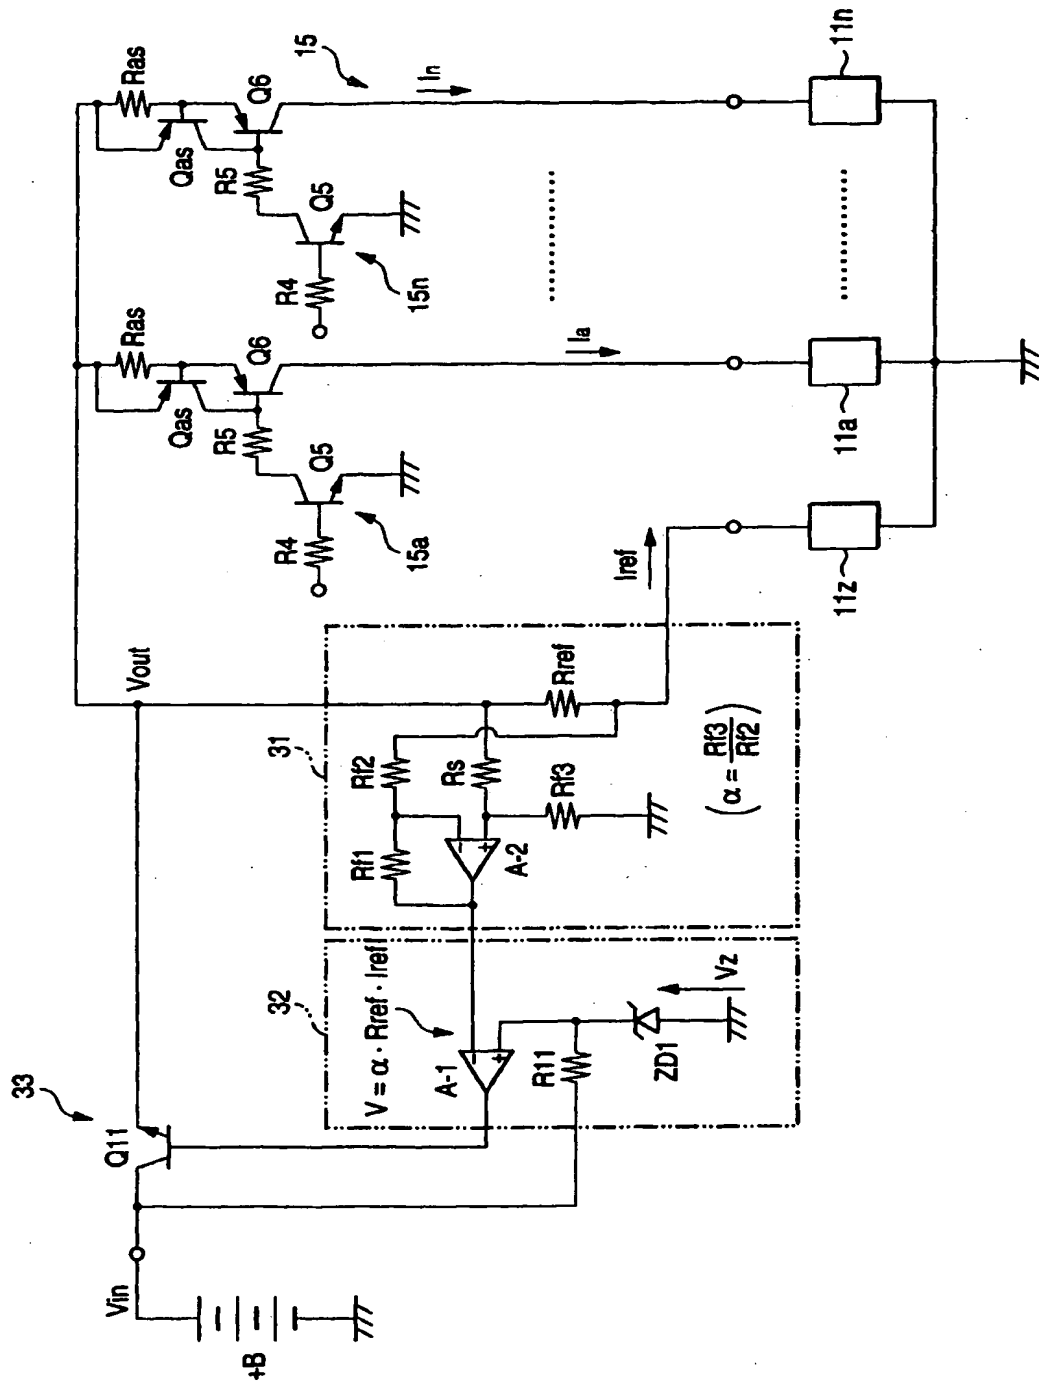 33
Q11
+B
Vin
Vout
32
V = α · Rref · Iref
A-1
R11
ZD1
Vz
31
Rf1
Rf2
Rs
A-2
Rf3
Rref
(α = Rf3/Rf2)
Iref
Ras
Qas
Q6
R5
Q5
R4
15a
Ia
Ras
Qas
Q6
R5
Q5
R4
15n
15
In
11z
11a
11n